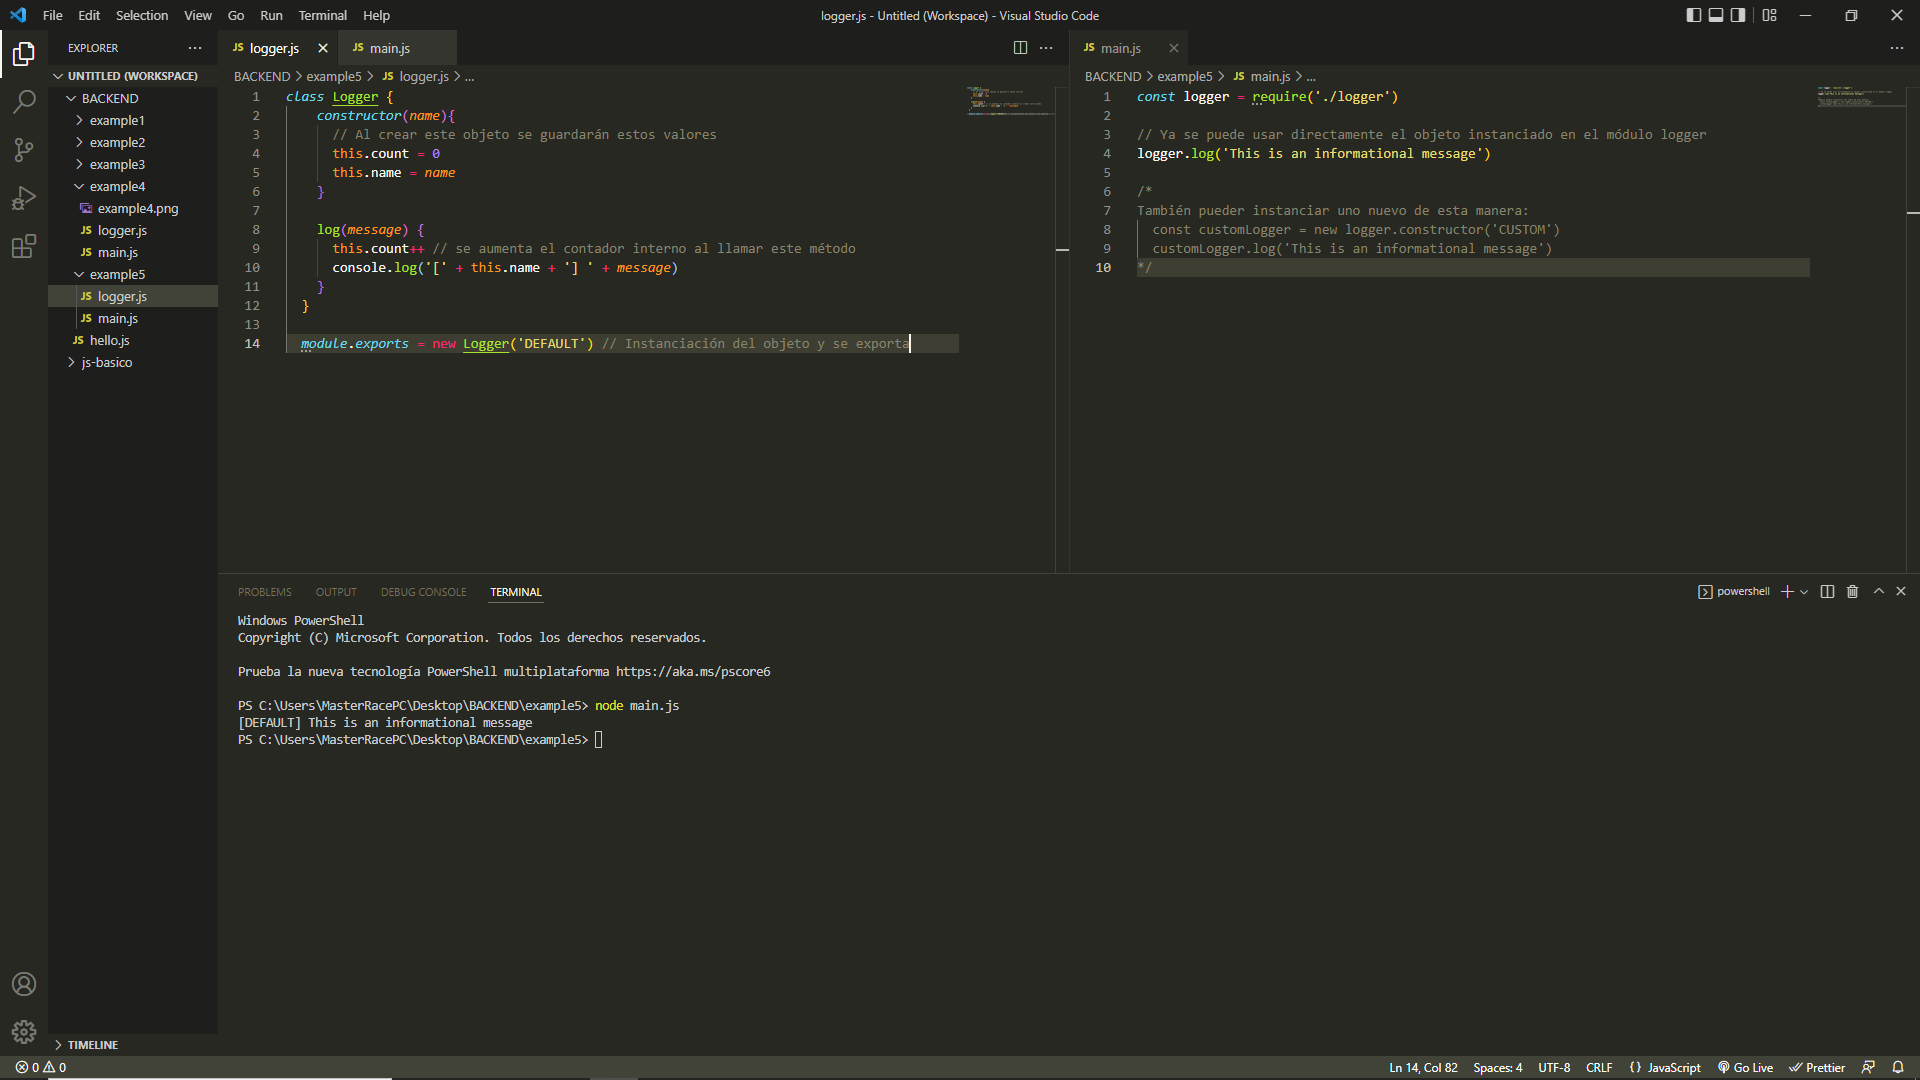 File Edit Selection View Go Run Terminal Help
logger.js - Untitled (Workspace) - Visual Studio Code
EXPLORER
UNTITLED (WORKSPACE)
BACKEND
example1
example2
example3
example4
example4.png
JS logger.js
JS main.js
example5
JS logger.js
JS main.js
JS hello.js
js-basico
TIMELINE
JS logger.js
JS main.js
BACKEND > example5 > JS logger.js > ...
1 class Logger {
2 constructor(name){
3 // Al crear este objeto se guardarán estos valores
4 this.count = 0
5 this.name = name
6 }
7
8 log(message) {
9 this.count++ // se aumenta el contador interno al llamar este método
10 console.log('[' + this.name + '] ' + message)
11 }
12 }
13
14 module.exports = new Logger('DEFAULT') // Instanciación del objeto y se exporta
JS main.js
BACKEND > example5 > JS main.js > ...
1 const logger = require('./logger')
2
3 // Ya se puede usar directamente el objeto instanciado en el módulo logger
4 logger.log('This is an informational message')
5
6 /*
7 También pueder instanciar uno nuevo de esta manera:
8 const customLogger = new logger.constructor('CUSTOM')
9 customLogger.log('This is an informational message')
10 */
PROBLEMS OUTPUT DEBUG CONSOLE TERMINAL
powershell
Windows PowerShell
Copyright (C) Microsoft Corporation. Todos los derechos reservados.
Prueba la nueva tecnología PowerShell multiplataforma https://aka.ms/pscore6
PS C:\Users\MasterRacePC\Desktop\BACKEND\example5> node main.js
[DEFAULT] This is an informational message
PS C:\Users\MasterRacePC\Desktop\BACKEND\example5>
0 0
Ln 14, Col 82 Spaces: 4 UTF-8 CRLF {} JavaScript Go Live Prettier